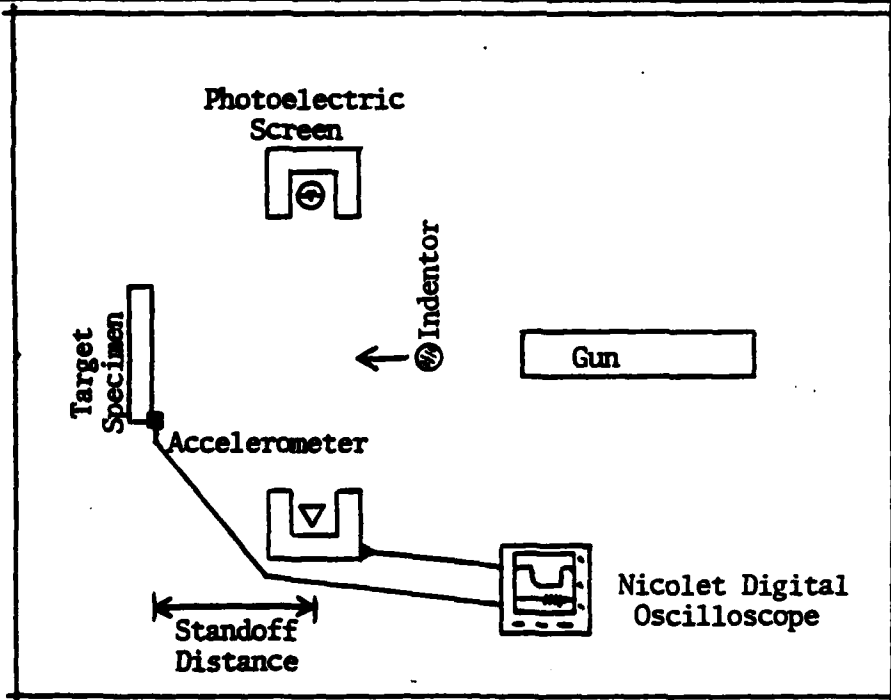 Photoelectric
Screen
Indentor
Target
Specimen
Gun
Accelerometer
Nicolet Digital
Oscilloscope
Standoff
Distance